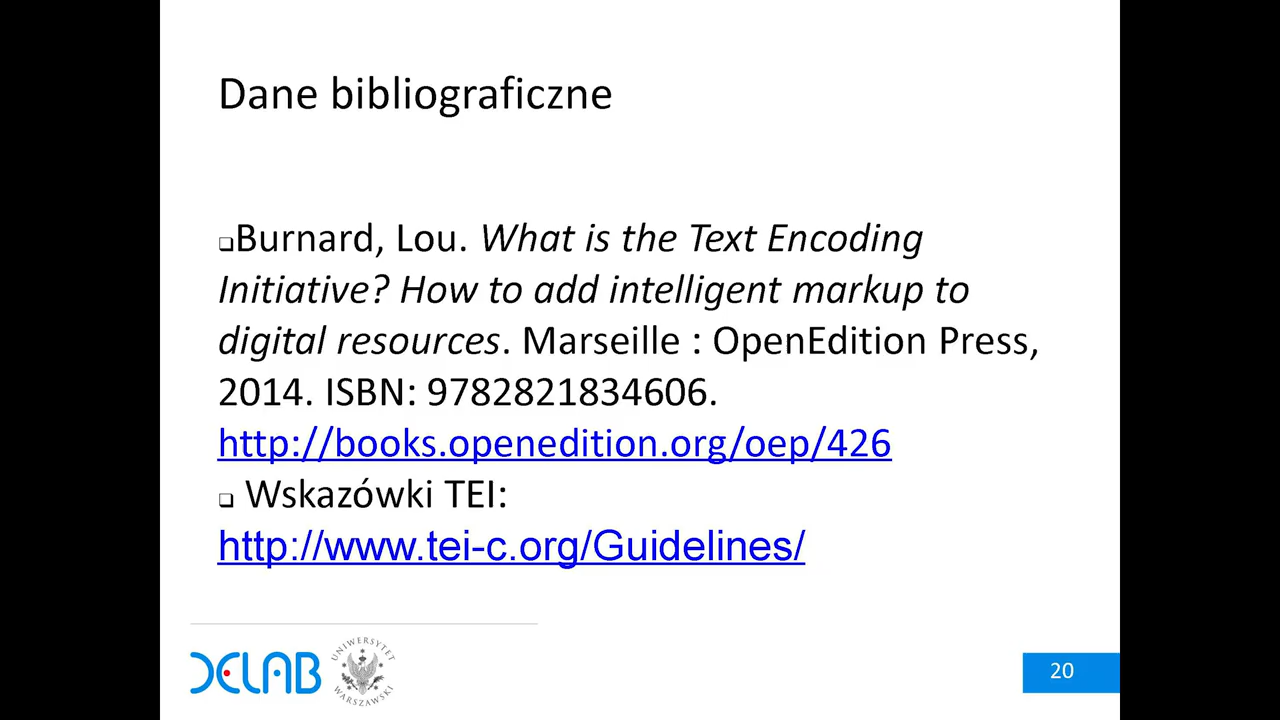 Dane bibliograficzne
❑Burnard, Lou. What is the Text Encoding
Initiative? How to add intelligent markup to
digital resources. Marseille : OpenEdition Press,
2014. ISBN: 9782821834606.
http://books.openedition.org/oep/426
❑ Wskazówki TEI:
http://www.tei-c.org/Guidelines/
DELAB
UNIWERSYTET WARSZAWSKI
20